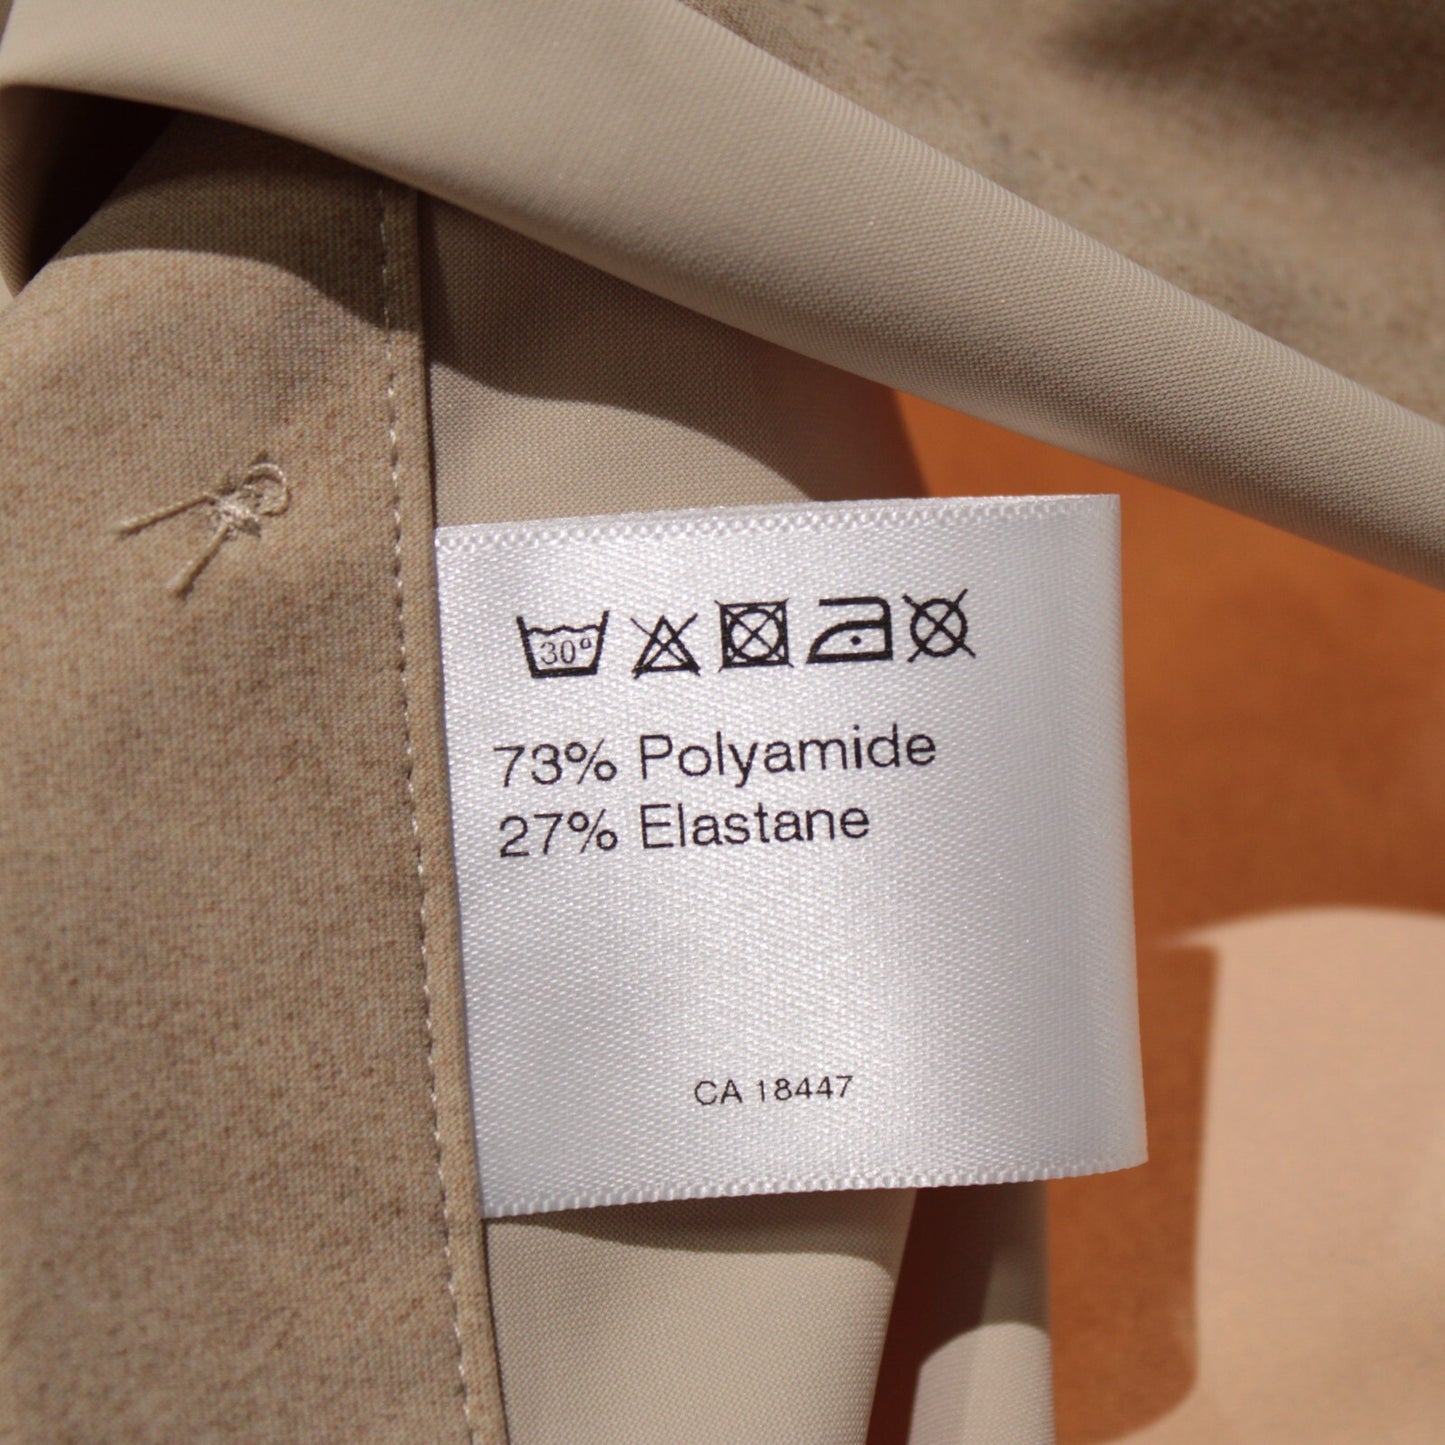 30°
73% Polyamide
27% Elastane
CA 18447